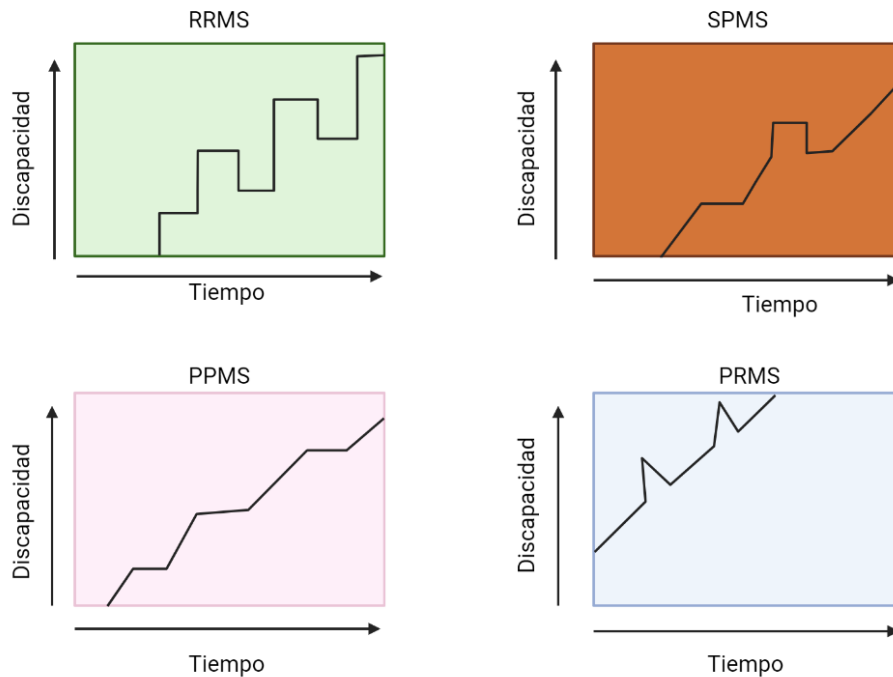 RRMS
SPMS
Discapacidad
Discapacidad
Tiempo
Tiempo
PPMS
PRMS
Discapacidad
Discapacidad
Tiempo
Tiempo